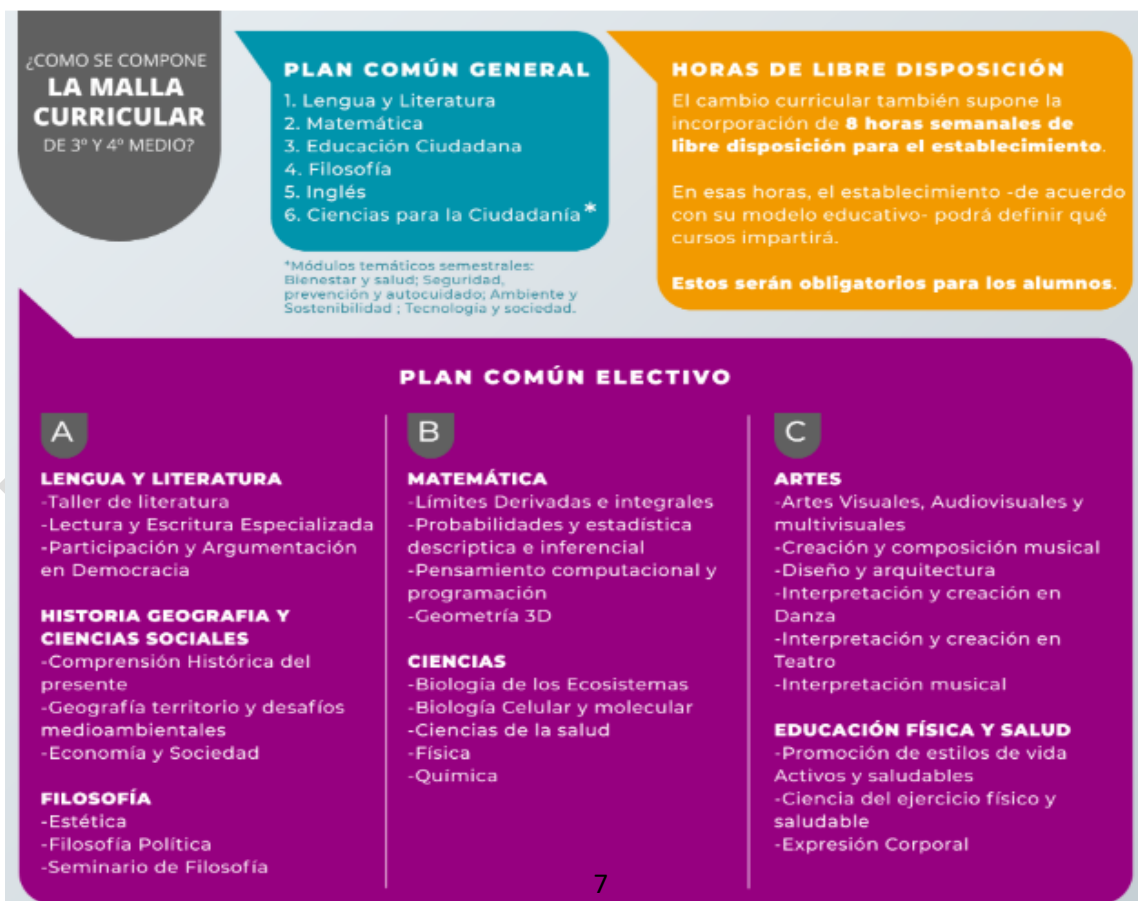 ¿COMO SE COMPONE
LA MALLA
CURRICULAR
DE 3º Y 4º MEDIO?
PLAN COMÚN GENERAL
1. Lengua y Literatura
2. Matemática
3. Educación Ciudadana
4. Filosofía
5. Inglés
6. Ciencias para la Ciudadanía*
*Módulos temáticos semestrales:
Bienestar y salud; Seguridad,
prevención y autocuidado; Ambiente y
Sostenibilidad ; Tecnología y sociedad.
HORAS DE LIBRE DISPOSICIÓN
El cambio curricular también supone la
incorporación de 8 horas semanales de
libre disposición para el establecimiento.
En esas horas, el establecimiento -de acuerdo
con su modelo educativo- podrá definir qué
cursos impartirá.
Estos serán obligatorios para los alumnos.
PLAN COMÚN ELECTIVO
A
LENGUA Y LITERATURA
-Taller de literatura
-Lectura y Escritura Especializada
-Participación y Argumentación
en Democracia
HISTORIA GEOGRAFIA Y
CIENCIAS SOCIALES
-Comprensión Histórica del
presente
-Geografía territorio y desafíos
medioambientales
-Economía y Sociedad
FILOSOFÍA
-Estética
-Filosofía Política
-Seminario de Filosofía
B
MATEMÁTICA
-Límites Derivadas e integrales
-Probabilidades y estadística
descriptica e inferencial
-Pensamiento computacional y
programación
-Geometría 3D
CIENCIAS
-Biología de los Ecosistemas
-Biología Celular y molecular
-Ciencias de la salud
-Física
-Química
C
ARTES
-Artes Visuales, Audiovisuales y
multivisuales
-Creación y composición musical
-Diseño y arquitectura
-Interpretación y creación en
Danza
-Interpretación y creación en
Teatro
-Interpretación musical
EDUCACIÓN FÍSICA Y SALUD
-Promoción de estilos de vida
Activos y saludables
-Ciencia del ejercicio físico y
saludable
-Expresión Corporal
7